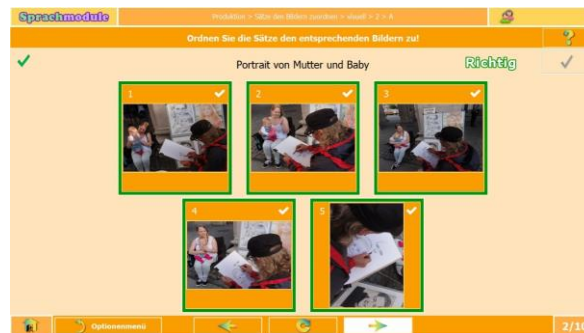 Sprachmodule
Produktion > Sätze den Bildern zuordnen > visuell > 2 > A
Ordnen Sie die Sätze den entsprechenden Bildern zu!
?
Portrait von Mutter und Baby
Richtig
1
2
3
4
5
Optionenmenü
2/10